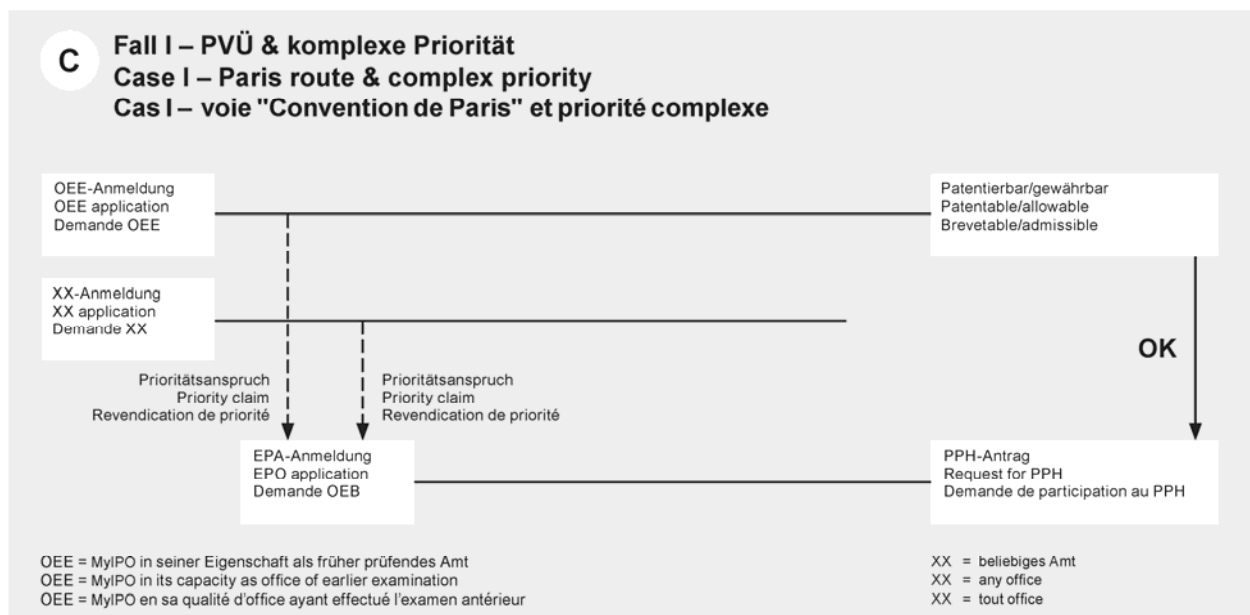 C
Fall I – PVÜ & komplexe Priorität
Case I – Paris route & complex priority
Cas I – voie "Convention de Paris" et priorité complexe
OEE-Anmeldung
OEE application
Demande OEE
Patentierbar/gewährbar
Patentable/allowable
Brevetable/admissible
XX-Anmeldung
XX application
Demande XX
OK
Prioritätsanspruch
Priority claim
Revendication de priorité
Prioritätsanspruch
Priority claim
Revendication de priorité
EPA-Anmeldung
EPO application
Demande OEB
PPH-Antrag
Request for PPH
Demande de participation au PPH
OEE = MyIPO in seiner Eigenschaft als früher prüfendes Amt
OEE = MyIPO in its capacity as office of earlier examination
OEE = MyIPO en sa qualité d'office ayant effectué l'examen antérieur
XX = beliebiges Amt
XX = any office
XX = tout office